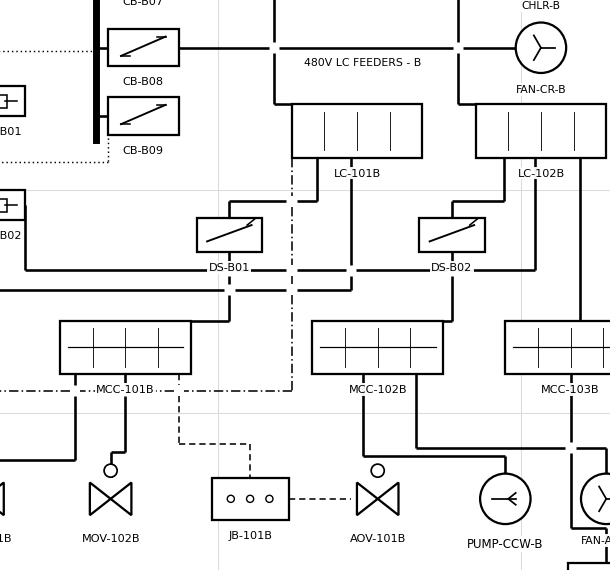 CB-B07
CHLR-B
480V LC FEEDERS - B
CB-B08
FAN-CR-B
B01
CB-B09
LC-101B
LC-102B
B02
DS-B01
DS-B02
MCC-101B
MCC-102B
MCC-103B
1B
MOV-102B
JB-101B
AOV-101B
PUMP-CCW-B
FAN-A